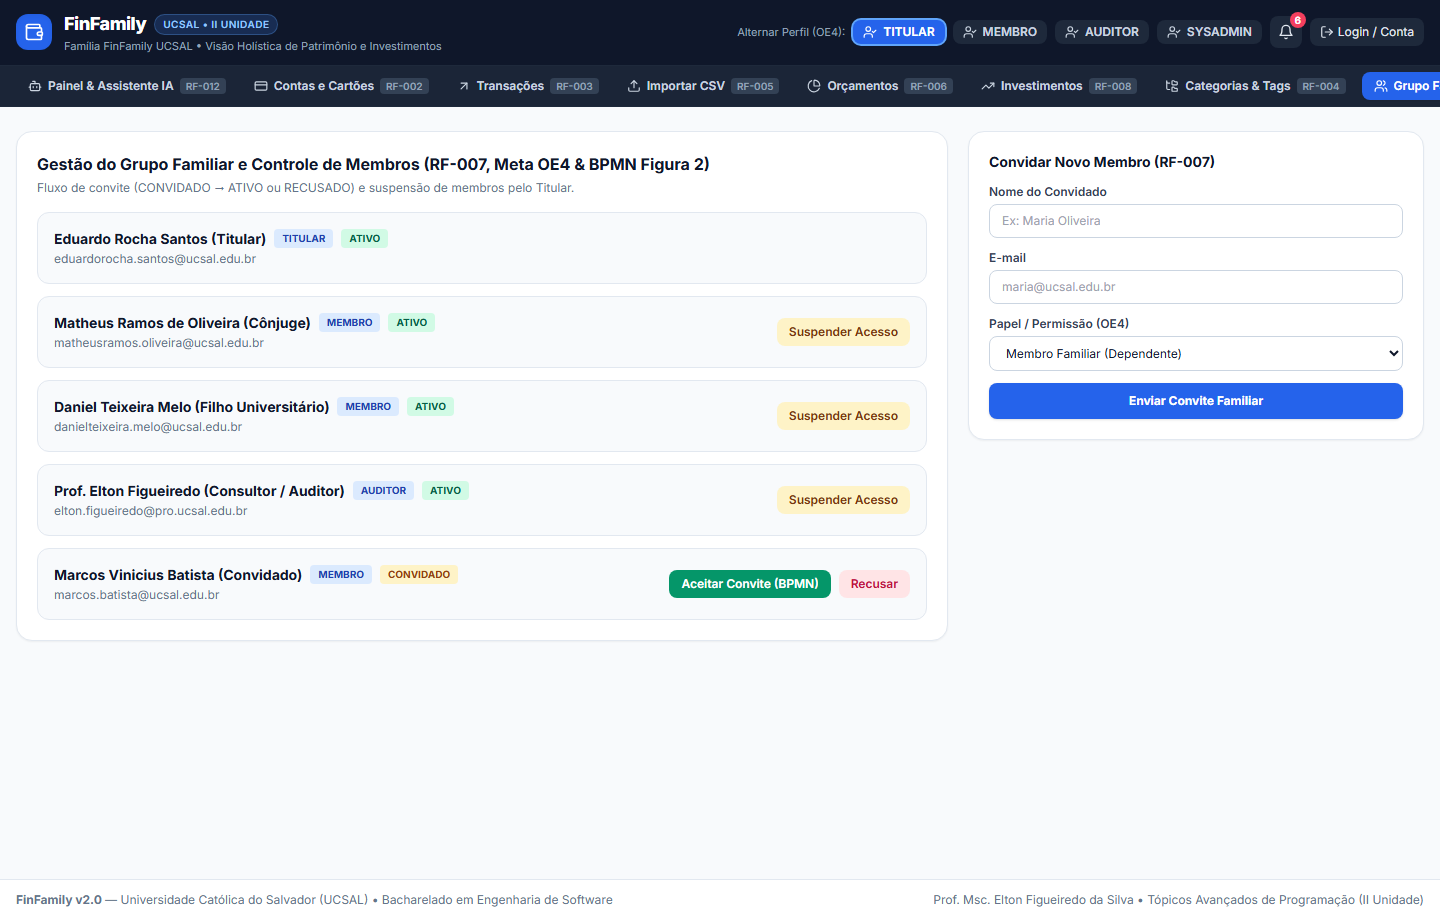 FinFamily UCSAL • II UNIDADE
Família FinFamily UCSAL • Visão Holística de Patrimônio e Investimentos
Alternar Perfil (OE4): TITULAR MEMBRO AUDITOR SYSADMIN 6 Login / Conta
Painel & Assistente IA RF-012 Contas e Cartões RF-002 Transações RF-003 Importar CSV RF-005 Orçamentos RF-006 Investimentos RF-008 Categorias & Tags RF-004 Grupo F
Gestão do Grupo Familiar e Controle de Membros (RF-007, Meta OE4 & BPMN Figura 2)
Fluxo de convite (CONVIDADO → ATIVO ou RECUSADO) e suspensão de membros pelo Titular.
Eduardo Rocha Santos (Titular) TITULAR ATIVO
eduardorocha.santos@ucsal.edu.br
Matheus Ramos de Oliveira (Cônjuge) MEMBRO ATIVO
matheusramos.oliveira@ucsal.edu.br
Suspender Acesso
Daniel Teixeira Melo (Filho Universitário) MEMBRO ATIVO
danielteixeira.melo@ucsal.edu.br
Suspender Acesso
Prof. Elton Figueiredo (Consultor / Auditor) AUDITOR ATIVO
elton.figueiredo@pro.ucsal.edu.br
Suspender Acesso
Marcos Vinicius Batista (Convidado) MEMBRO CONVIDADO
marcos.batista@ucsal.edu.br
Aceitar Convite (BPMN) Recusar
Convidar Novo Membro (RF-007)
Nome do Convidado
Ex: Maria Oliveira
E-mail
maria@ucsal.edu.br
Papel / Permissão (OE4)
Membro Familiar (Dependente)
Enviar Convite Familiar
FinFamily v2.0 — Universidade Católica do Salvador (UCSAL) • Bacharelado em Engenharia de Software
Prof. Msc. Elton Figueiredo da Silva • Tópicos Avançados de Programação (II Unidade)